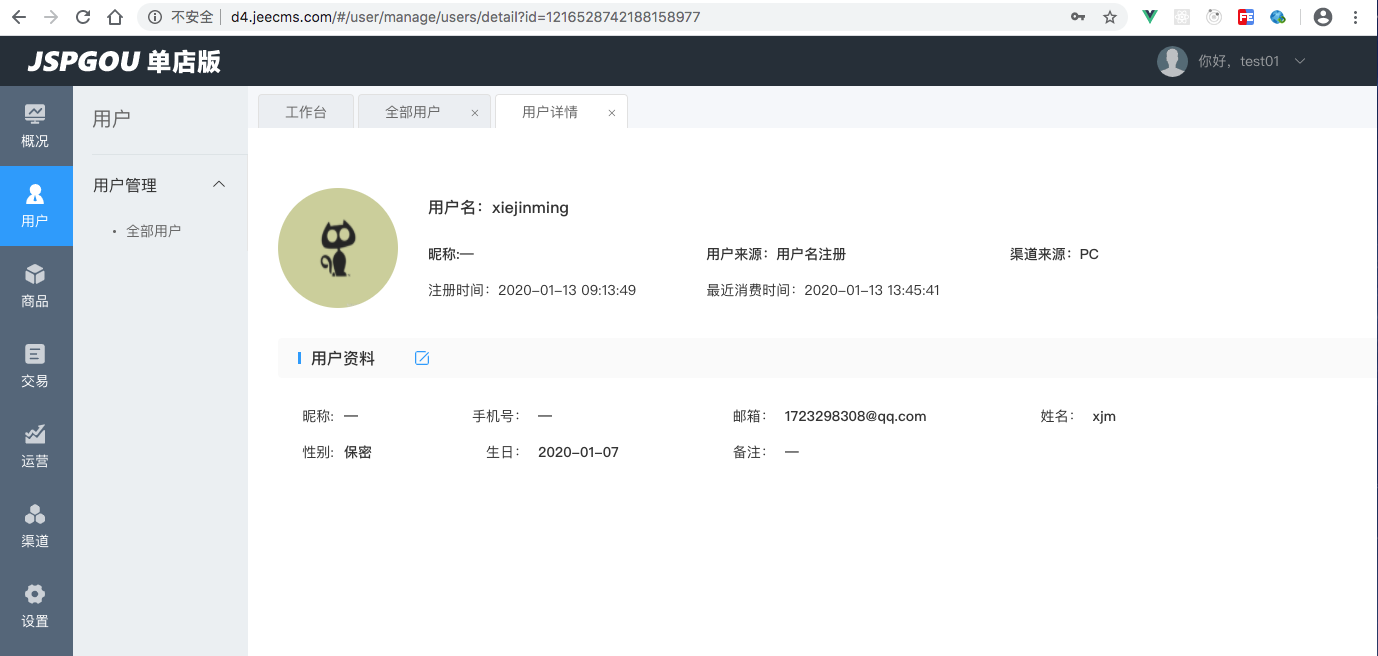 不安全 d4.jeecms.com/#/user/manage/users/detail?id=1216528742188158977
JSPGOU 单店版
你好，test01
概况
用户
商品
交易
运营
渠道
设置
用户
用户管理
• 全部用户
工作台 全部用户 × 用户详情 ×
用户名：xiejinming
昵称:— 用户来源：用户名注册 渠道来源：PC
注册时间：2020-01-13 09:13:49 最近消费时间：2020-01-13 13:45:41
用户资料
昵称: — 手机号： — 邮箱： 1723298308@qq.com 姓名： xjm
性别: 保密 生日： 2020-01-07 备注： —